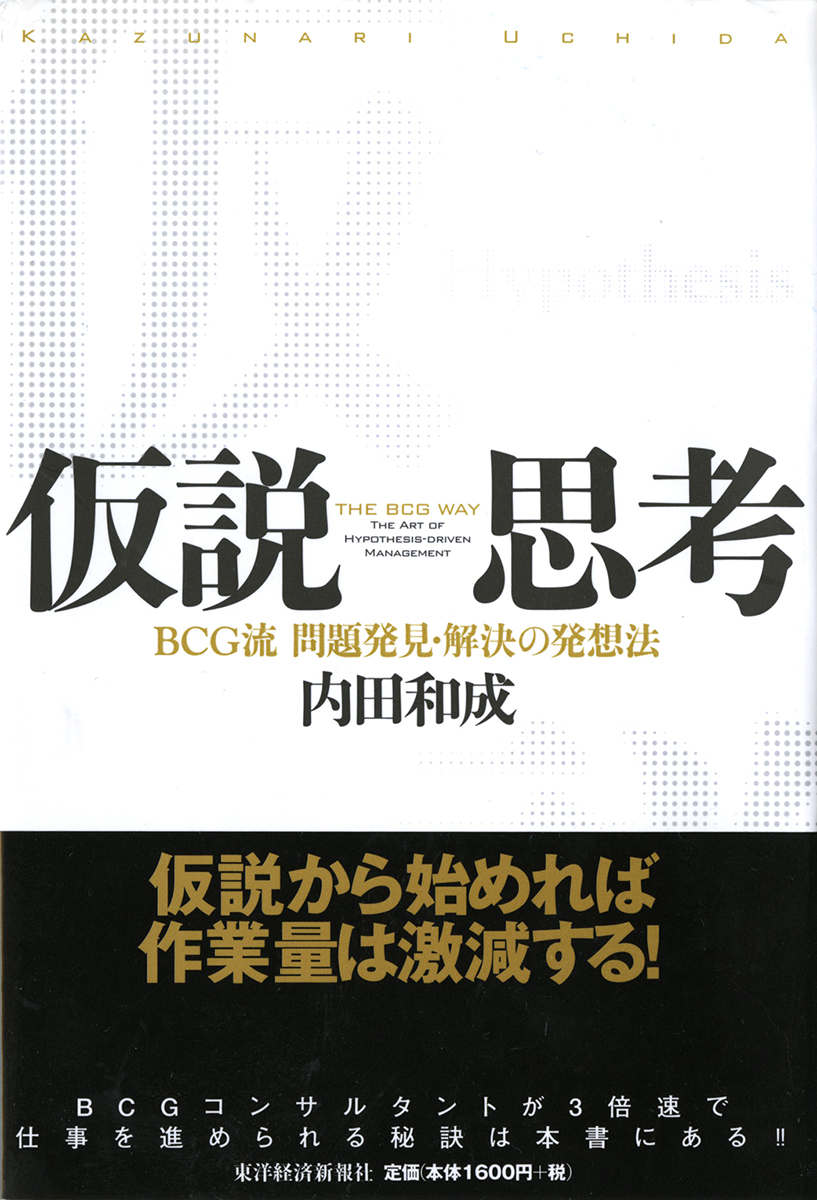 KAZUNARI UCHIDA
Hypothesis
仮説思考
THE BCG WAY
THE ART OF
HYPOTHESIS-DRIVEN
MANAGEMENT
BCG流 問題発見・解決の発想法
内田和成
仮説から始めれば
作業量は激減する!
BCGコンサルタントが3倍速で
仕事を進められる秘訣は本書にある!!
東洋経済新報社 定価(本体1600円+税)